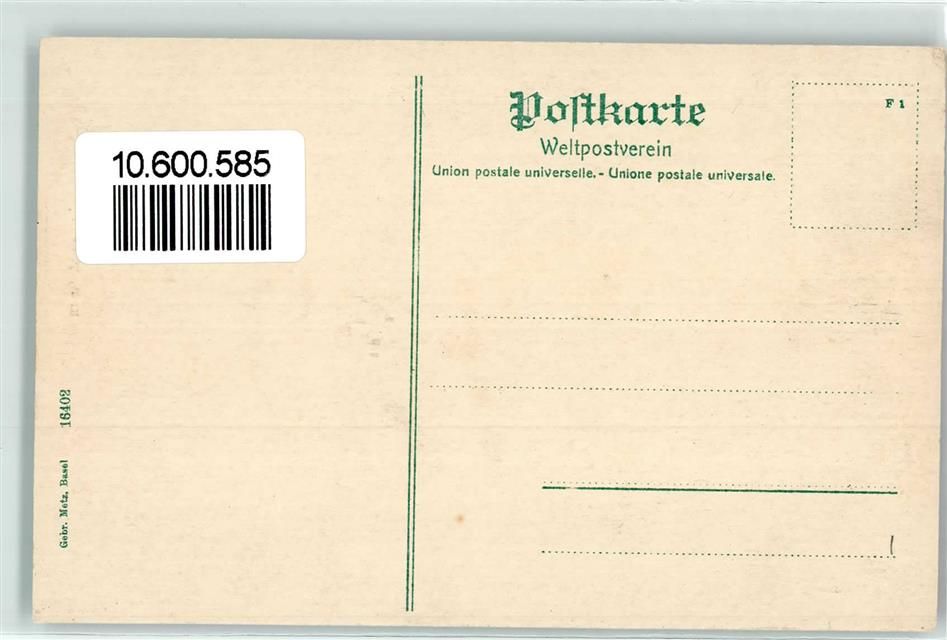 Postkarte
Weltpostverein
Union postale universelle. - Unione postale universale.
F 1
10.600.585
Gebr. Metz, Basel 16402